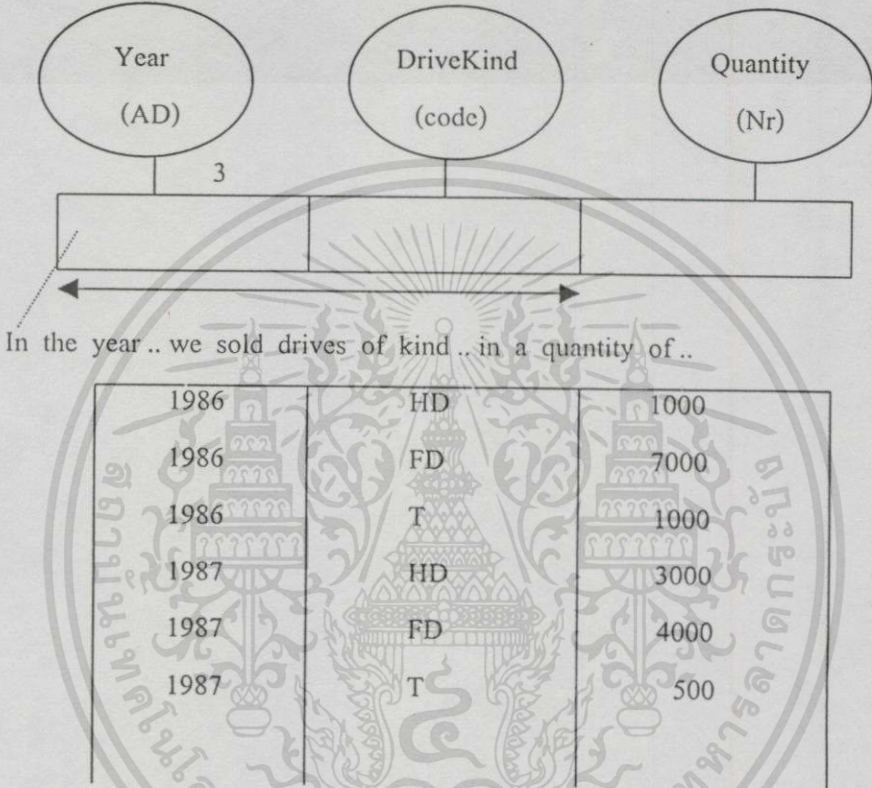 Year DriveKind Quantity
(AD) (code) (Nr)
3
In the year .. we sold drives of kind .. in a quantity of ..
1986 HD 1000
1986 FD 7000
1986 T 1000
1987 HD 3000
1987 FD 4000
1987 T 500